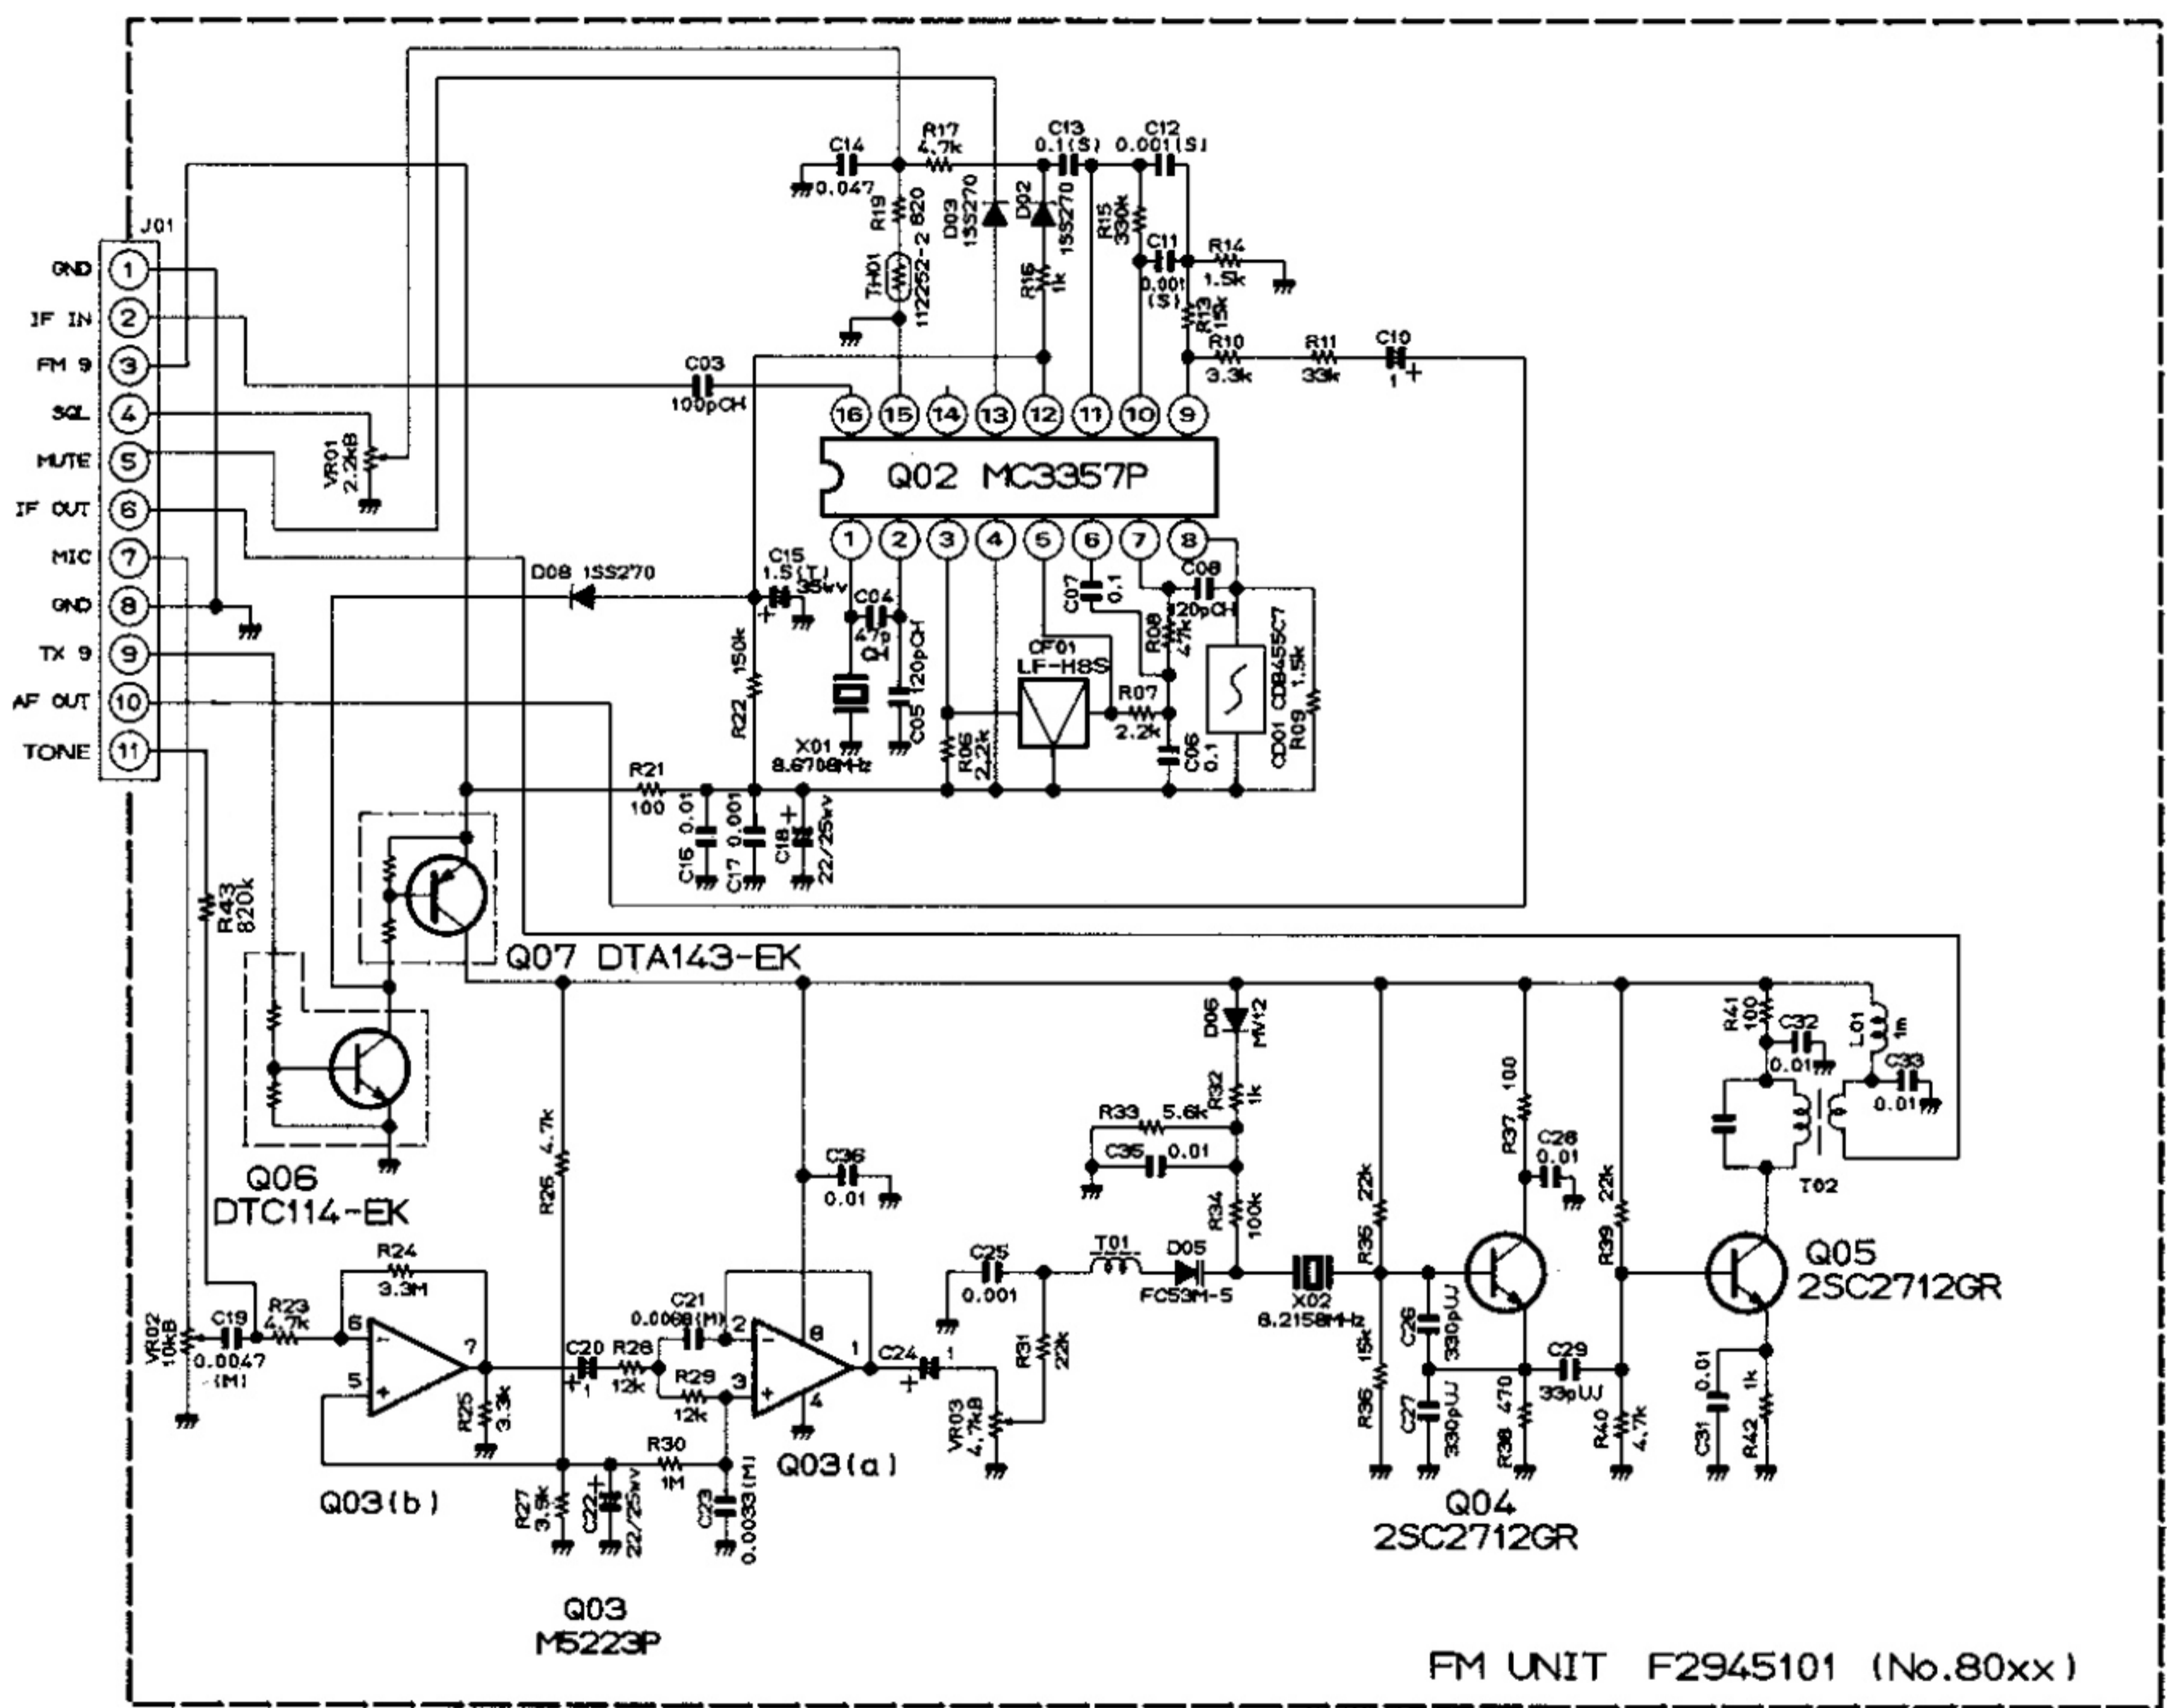 J01
GND 1
IF IN 2
FM 9 3
SQL 4
MUTE 5
IF OUT 6
MIC 7
GND 8
TX 9 9
AF OUT 10
TONE 11
VR01
2.2kB
C14
0.047
R17
4.7k
C13
0.1(S)
C12
0.001(S)
R19
820
TH01
112252-2
D03
1SS270
D02
1SS270
R16
1k
R15
330k
C11
0.001
(S)
R14
1.5k
R13
15k
R10
3.3k
R11
33k
C10
1 +
C03
100pCH
16 15 14 13 12 11 10 9
Q02 MC3357P
1 2 3 4 5 6 7 8
D08 1SS270
C15
1.5(T)
35wv
+
C04
47p
C05
120pCH
X01
8.6708MHz
R22
150k
C07
0.1
C08
120pCH
R08
47k
CF01
LF-H8S
R07
2.2k
R06
2.2k
C06
0.1
CD01 CDB455C7
R09
1.5k
R21
100
C16 0.01
C17 0.001
C18 +
22/25wv
R43
820k
Q07 DTA143-EK
Q06
DTC114-EK
R26 4.7k
C36
0.01
D06
MV12
R32
1k
R33 5.6k
C35 0.01
R34
100k
R37
100
C28
0.01
R41
100
C32
0.01
L01
1m
C33
0.01
T02
R35
22k
R39
22k
R24
3.3M
VR02
10kB
C19
0.0047
(M)
R23
4.7k
6
-
5
+
7
R25
3.3k
Q03(b)
C20
+ 1
R28
12k
C21
0.0068(M)
R29
12k
2
-
3
+
8
1
4
Q03(a)
C24
+ 1
VR03
4.7kB
R31
22k
C25
0.001
T01
D05
FC53M-5
X02
8.2158MHz
R36
15k
C26
330pUJ
C27
330pUJ
R38
470
C29
33pUJ
R40
4.7k
Q05
2SC2712GR
C31
0.01
R42
1k
R27
3.9k
C22 +
22/25wv
R30
1M
C23
0.0033(M)
Q04
2SC2712GR
Q03
M5223P
FM UNIT F2945101 (No.80xx)